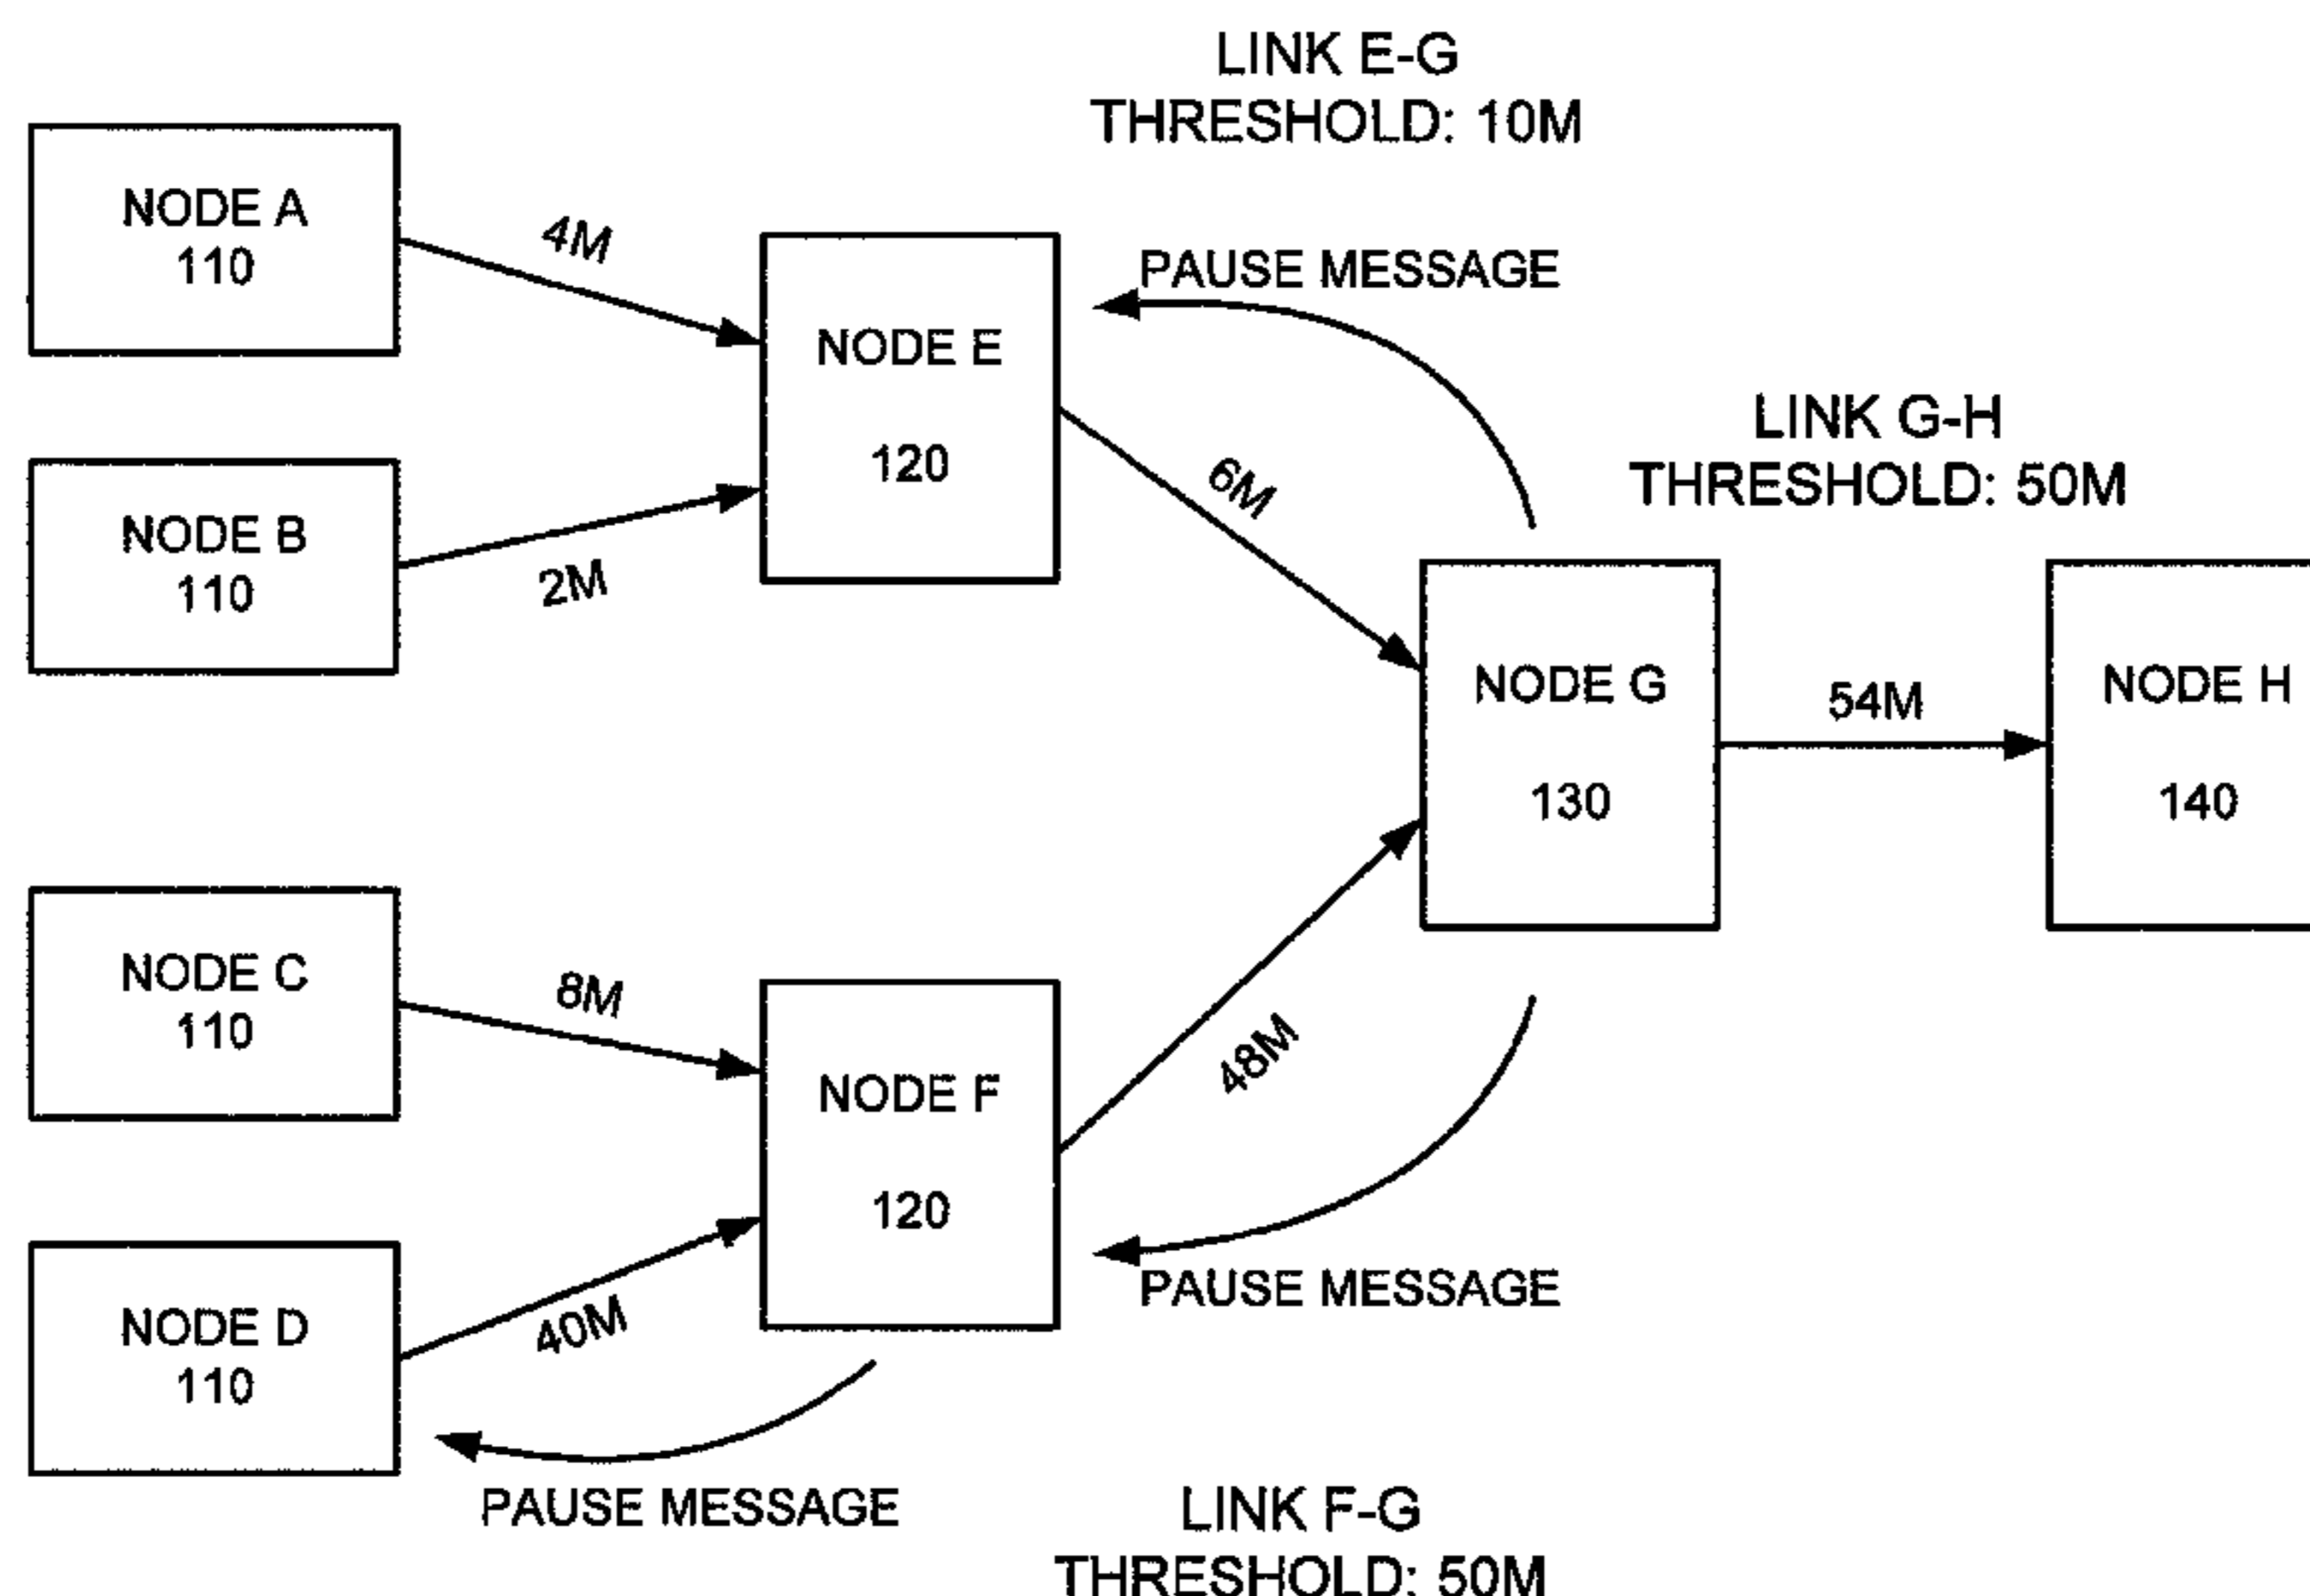 LINK E-G
THRESHOLD: 10M
NODE A
110
4M
NODE E
120
PAUSE MESSAGE
NODE B
110
2M
6M
LINK G-H
THRESHOLD: 50M
NODE G
130
54M
NODE H
140
NODE C
110
8M
NODE F
120
48M
NODE D
110
40M
PAUSE MESSAGE
PAUSE MESSAGE
LINK F-G
THRESHOLD: 50M